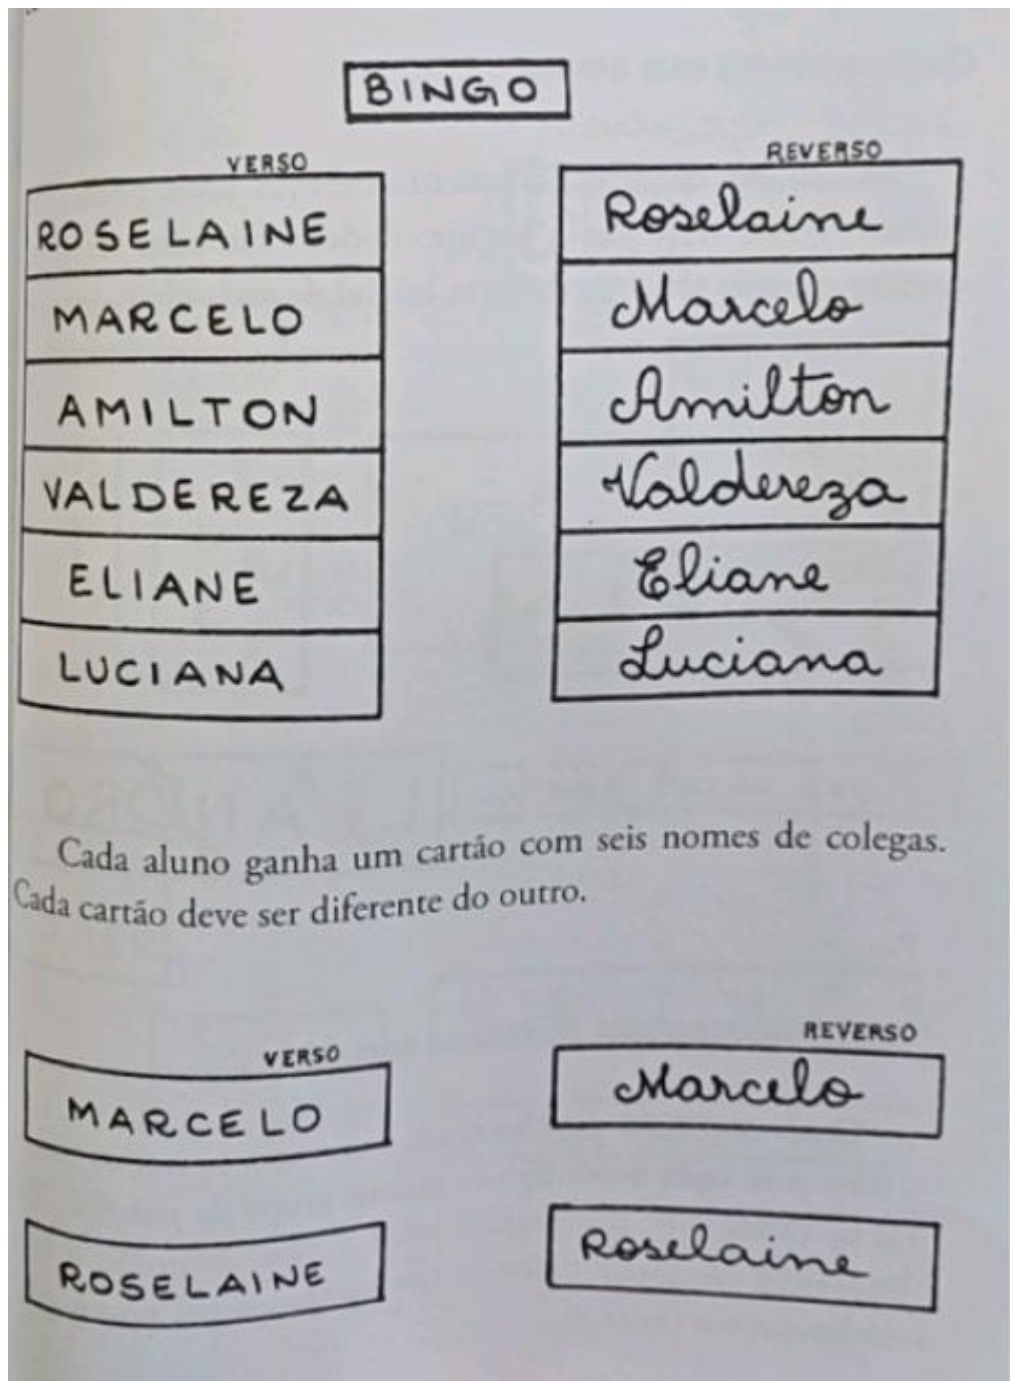 BINGO
VERSO
ROSELAINE
MARCELO
AMILTON
VALDEREZA
ELIANE
LUCIANA
REVERSO
Roselaine
Marcelo
Amilton
Valdereza
Eliane
Luciana
Cada aluno ganha um cartão com seis nomes de colegas.
Cada cartão deve ser diferente do outro.
VERSO
MARCELO
ROSELAINE
REVERSO
Marcelo
Roselaine